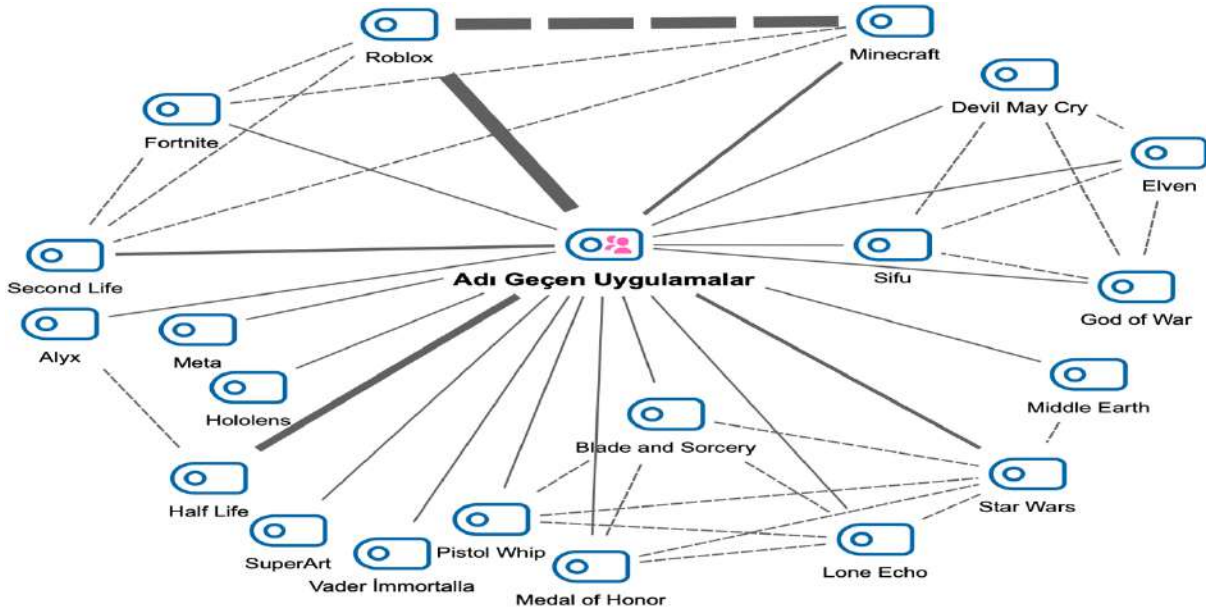 Roblox
Minecraft
Devil May Cry
Fortnite
Elven
Second Life
Adı Geçen Uygulamalar
Sifu
God of War
Alyx
Meta
Hololens
Middle Earth
Blade and Sorcery
Half Life
Star Wars
SuperArt
Pistol Whip
Vader İmmortalla
Medal of Honor
Lone Echo